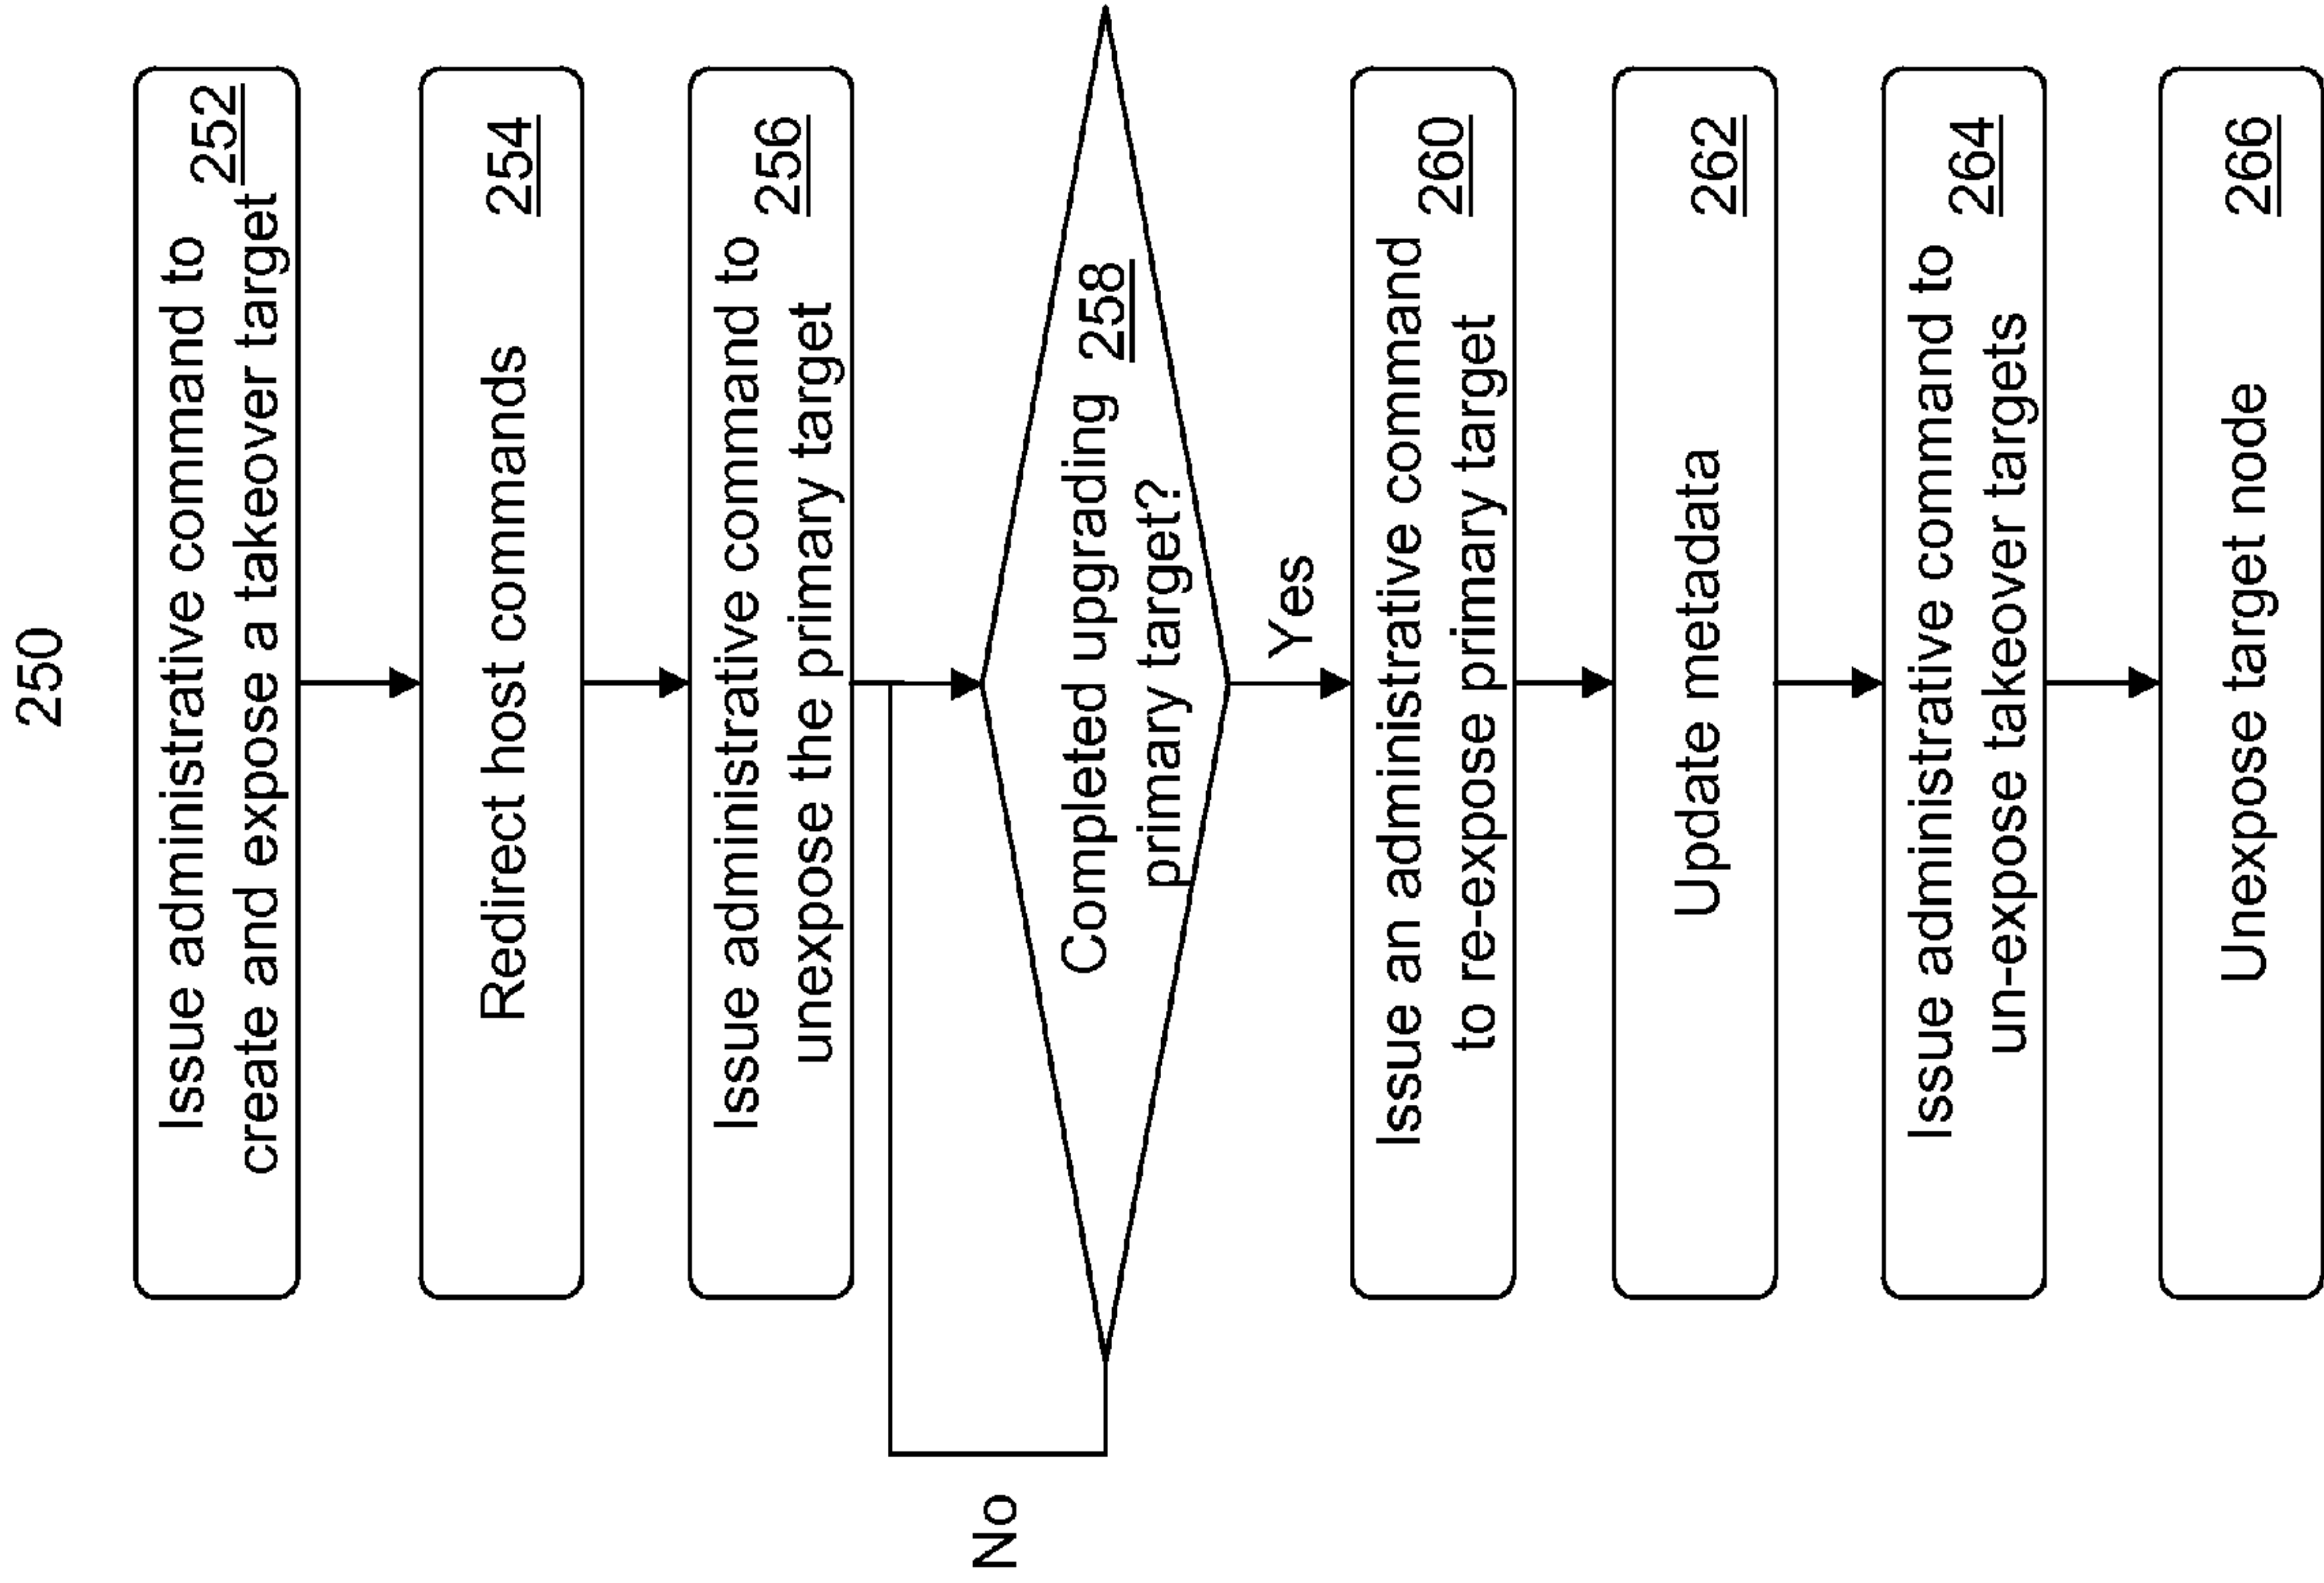 250
Issue administrative command to
create and expose a takeover target
252
Redirect host commands
254
Issue administrative command to
unexpose the primary target
256
Completed upgrading 258
primary target?
No
Yes
Issue an administrative command
to re-expose primary target
260
Update metadata
262
Issue administrative command to
un-expose takeover targets
264
Unexpose target node
266